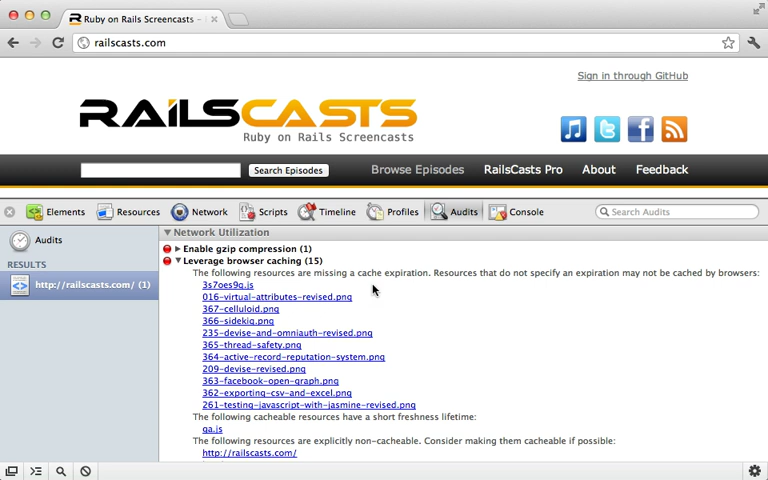 Ruby on Rails Screencasts -
railscasts.com
Sign in through GitHub
RAILSCASTS
Ruby on Rails Screencasts
Search Episodes
Browse Episodes
RailsCasts Pro
About
Feedback
Elements
Resources
Network
Scripts
Timeline
Profiles
Audits
Console
Search Audits
Audits
RESULTS
http://railscasts.com/ (1)
Network Utilization
Enable gzip compression (1)
Leverage browser caching (15)
The following resources are missing a cache expiration. Resources that do not specify an expiration may not be cached by browsers:
3s7oes9q.js
016-virtual-attributes-revised.png
367-celluloid.png
366-sidekiq.png
235-devise-and-omniauth-revised.png
365-thread-safety.png
364-active-record-reputation-system.png
209-devise-revised.png
363-facebook-open-graph.png
362-exporting-csv-and-excel.png
261-testing-javascript-with-jasmine-revised.png
The following cacheable resources have a short freshness lifetime:
ga.js
The following resources are explicitly non-cacheable. Consider making them cacheable if possible:
http://railscasts.com/